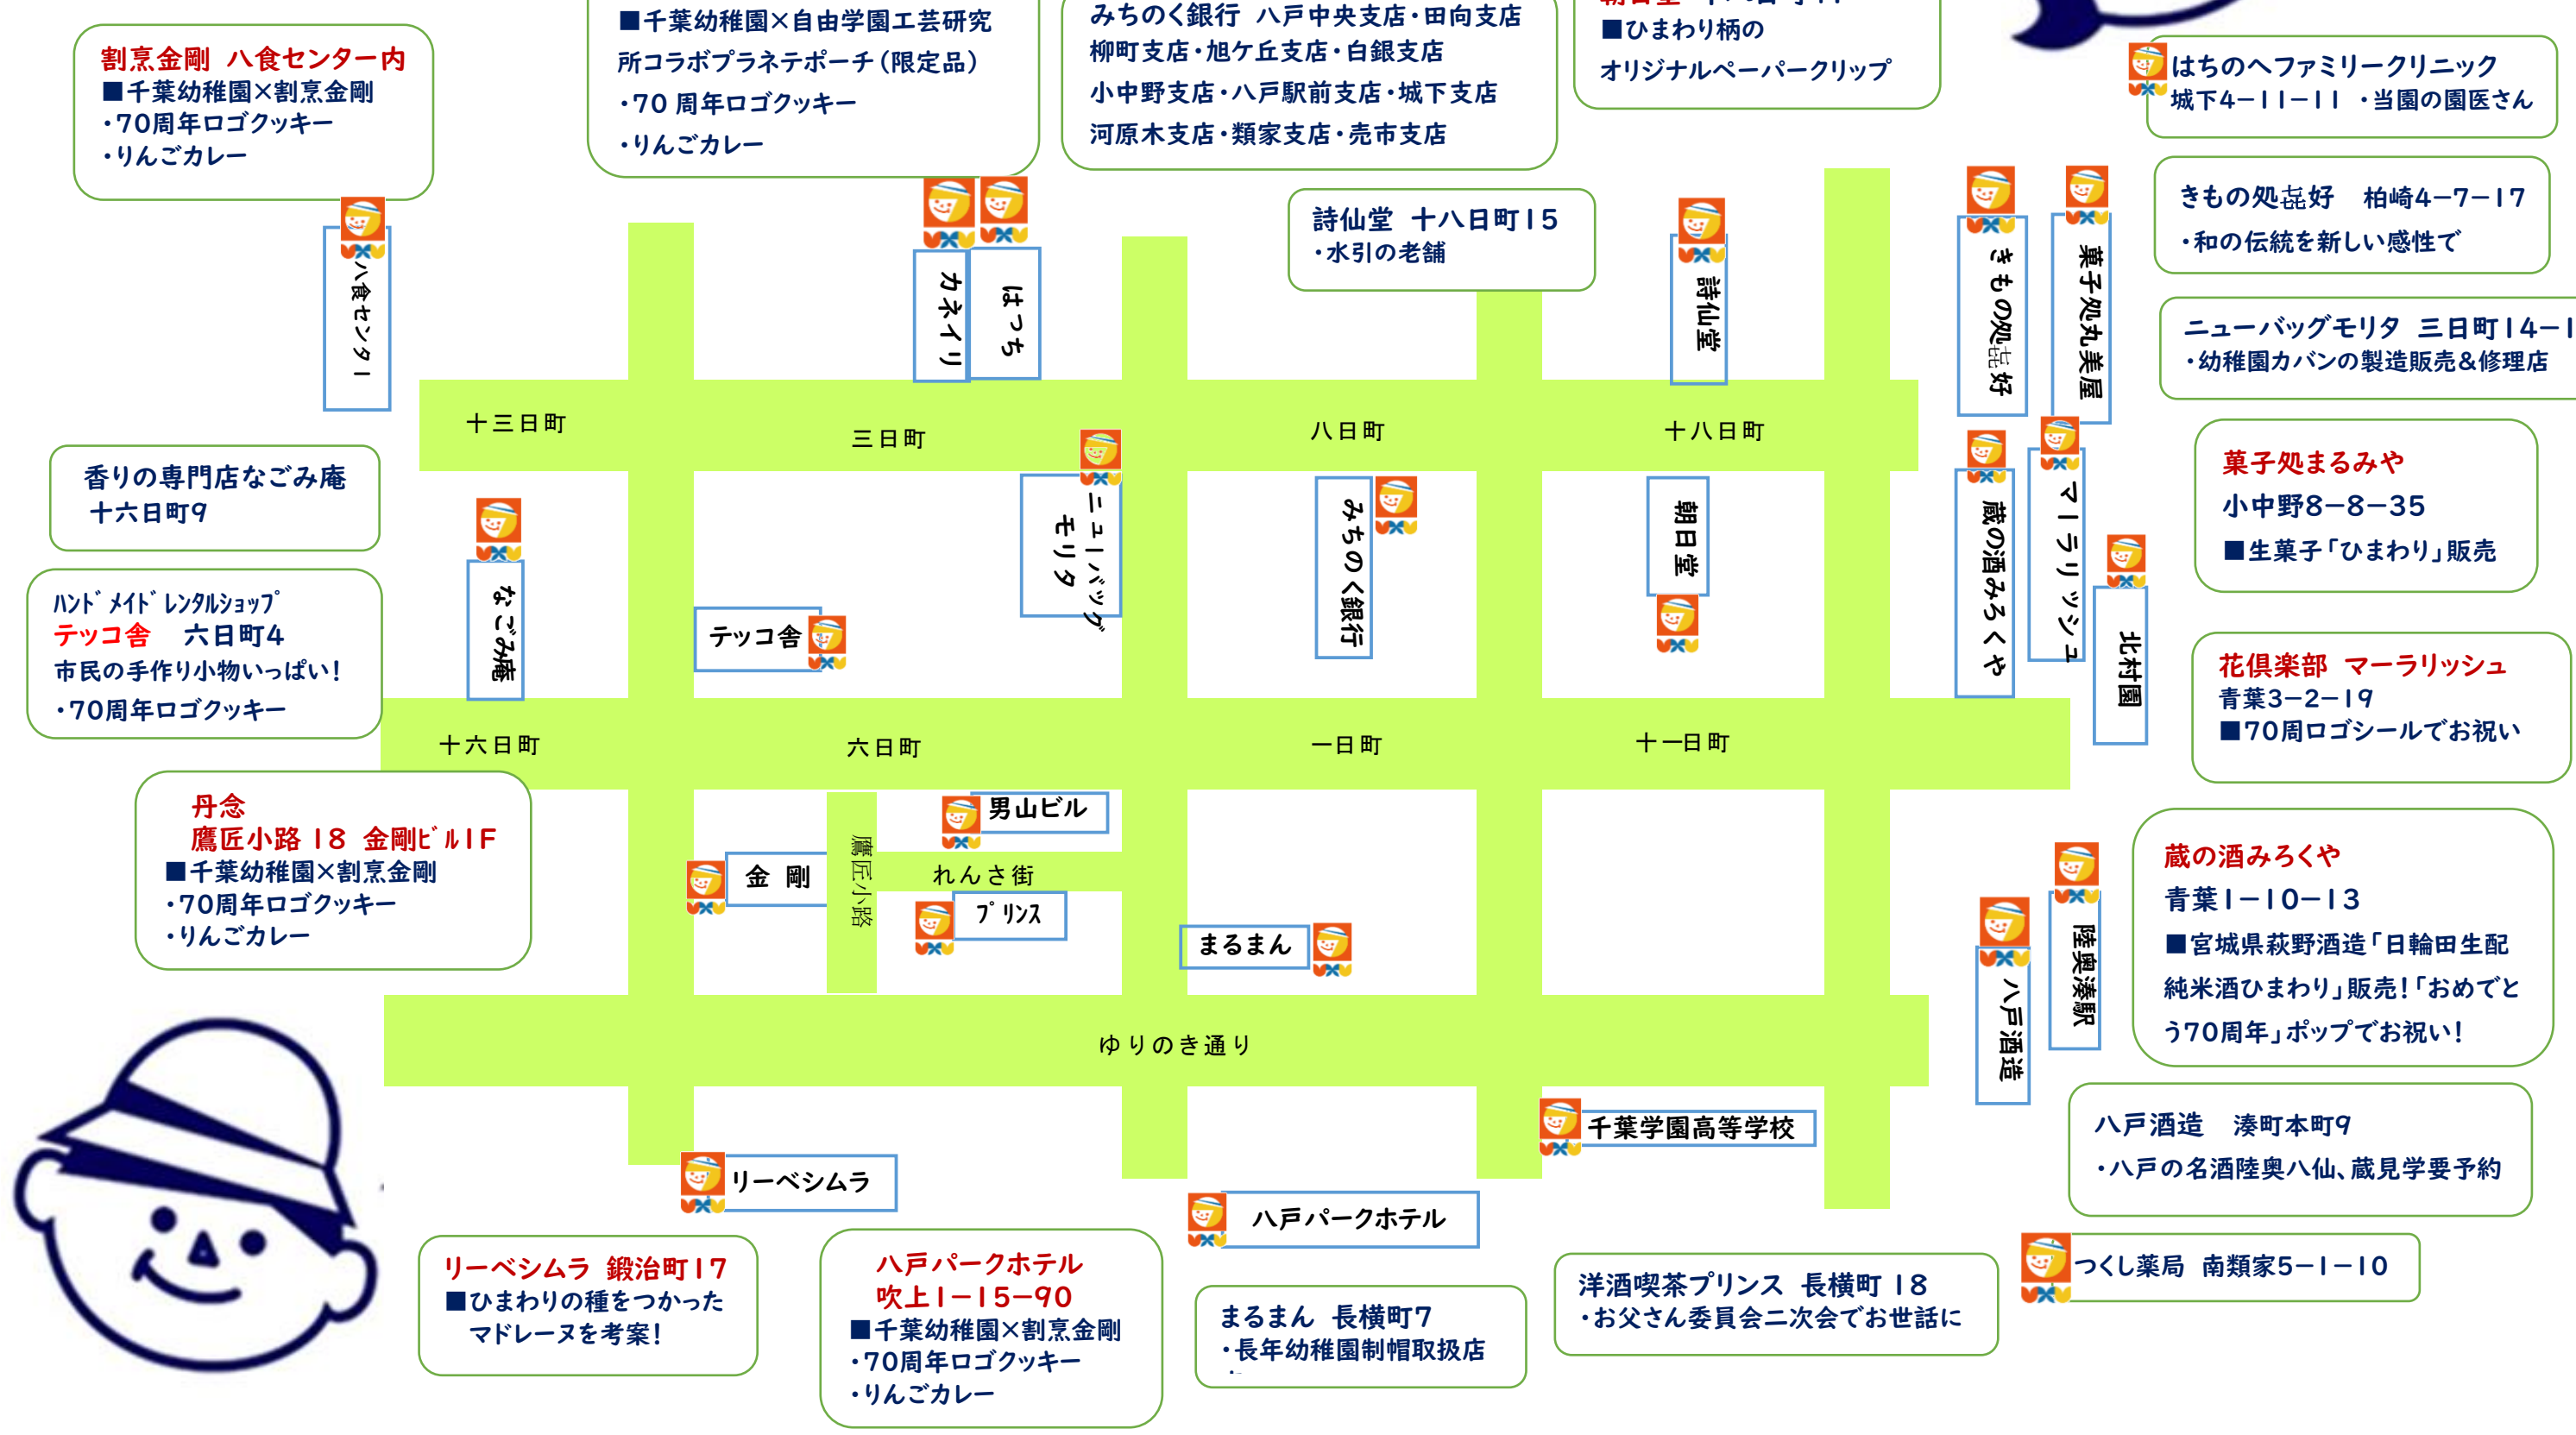 割烹金剛 八食センター内
■千葉幼稚園×割烹金剛
・70周年ロゴクッキー
・りんごカレー
■千葉幼稚園×自由学園工芸研究
所コラボプラネテポーチ(限定品)
・70 周年ロゴクッキー
・りんごカレー
みちのく銀行 八戸中央支店・田向支店
柳町支店・旭ケ丘支店・白銀支店
小中野支店・八戸駅前支店・城下支店
河原木支店・類家支店・売市支店
■ひまわり柄の
オリジナルペーパークリップ
はちのへファミリークリニック
城下4-11-11 ・当園の園医さん
きもの処㐂好 柏崎4-7-17
・和の伝統を新しい感性で
詩仙堂 十八日町15
・水引の老舗
ニューバッグモリタ 三日町14-1
・幼稚園カバンの製造販売&修理店
八食センター
カネイリ
はっち
詩仙堂
きもの処㐂好
菓子処丸美屋
十三日町
三日町
八日町
十八日町
菓子処まるみや
小中野8-8-35
■生菓子「ひまわり」販売
香りの専門店なごみ庵
十六日町9
なごみ庵
テッコ舎
ニューバッグ
モリタ
みちのく銀行
朝日堂
蔵の酒みろくや
マーラリッシュ
北村園
ハンドメイドレンタルショップ
テッコ舎 六日町4
市民の手作り小物いっぱい!
・70周年ロゴクッキー
花倶楽部 マーラリッシュ
青葉3-2-19
■70周ロゴシールでお祝い
十六日町
六日町
一日町
十一日町
丹念
鷹匠小路 18 金剛ビル1F
■千葉幼稚園×割烹金剛
・70周年ロゴクッキー
・りんごカレー
男山ビル
金 剛
鷹匠小路
れんさ街
プリンス
まるまん
陸奥湊駅
八戸酒造
蔵の酒みろくや
青葉1-10-13
■宮城県萩野酒造「日輪田生酛
純米酒ひまわり」販売!「おめでと
う70周年」ポップでお祝い!
ゆりのき通り
千葉学園高等学校
リーベシムラ
八戸パークホテル
八戸酒造 湊町本町9
・八戸の名酒陸奥八仙、蔵見学要予約
リーベシムラ 鍛治町17
■ひまわりの種をつかった
マドレーヌを考案!
八戸パークホテル
吹上1-15-90
■千葉幼稚園×割烹金剛
・70周年ロゴクッキー
・りんごカレー
まるまん 長横町7
・長年幼稚園制帽取扱店
洋酒喫茶プリンス 長横町 18
・お父さん委員会二次会でお世話に
つくし薬局 南類家5-1-10